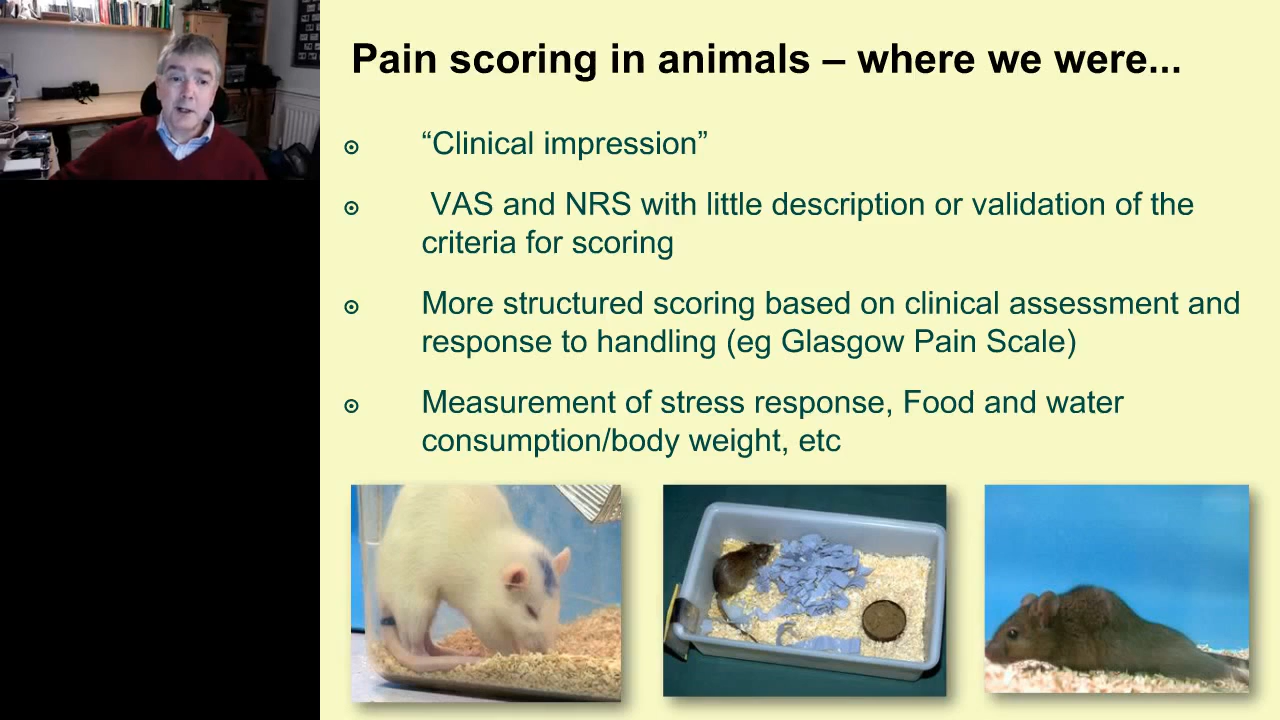 Pain scoring in animals – where we were...
“Clinical impression”
VAS and NRS with little description or validation of the
criteria for scoring
More structured scoring based on clinical assessment and
response to handling (eg Glasgow Pain Scale)
Measurement of stress response, Food and water
consumption/body weight, etc